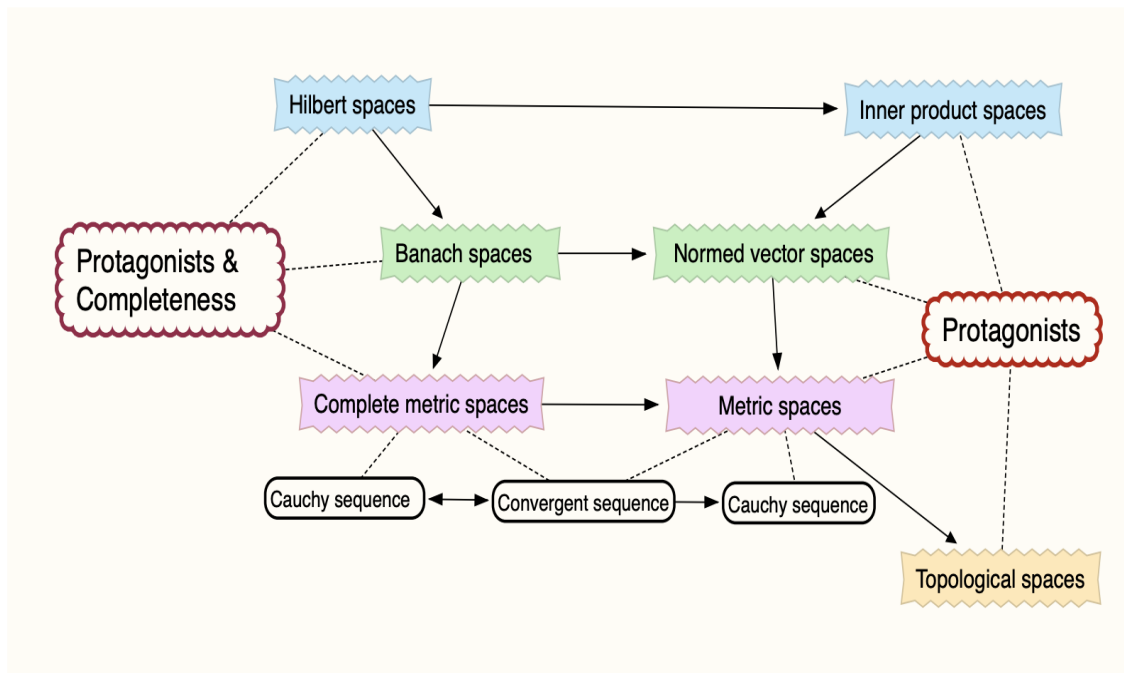 Hilbert spaces
Inner product spaces
Protagonists &
Completeness
Banach spaces
Normed vector spaces
Protagonists
Complete metric spaces
Metric spaces
Cauchy sequence
Convergent sequence
Cauchy sequence
Topological spaces